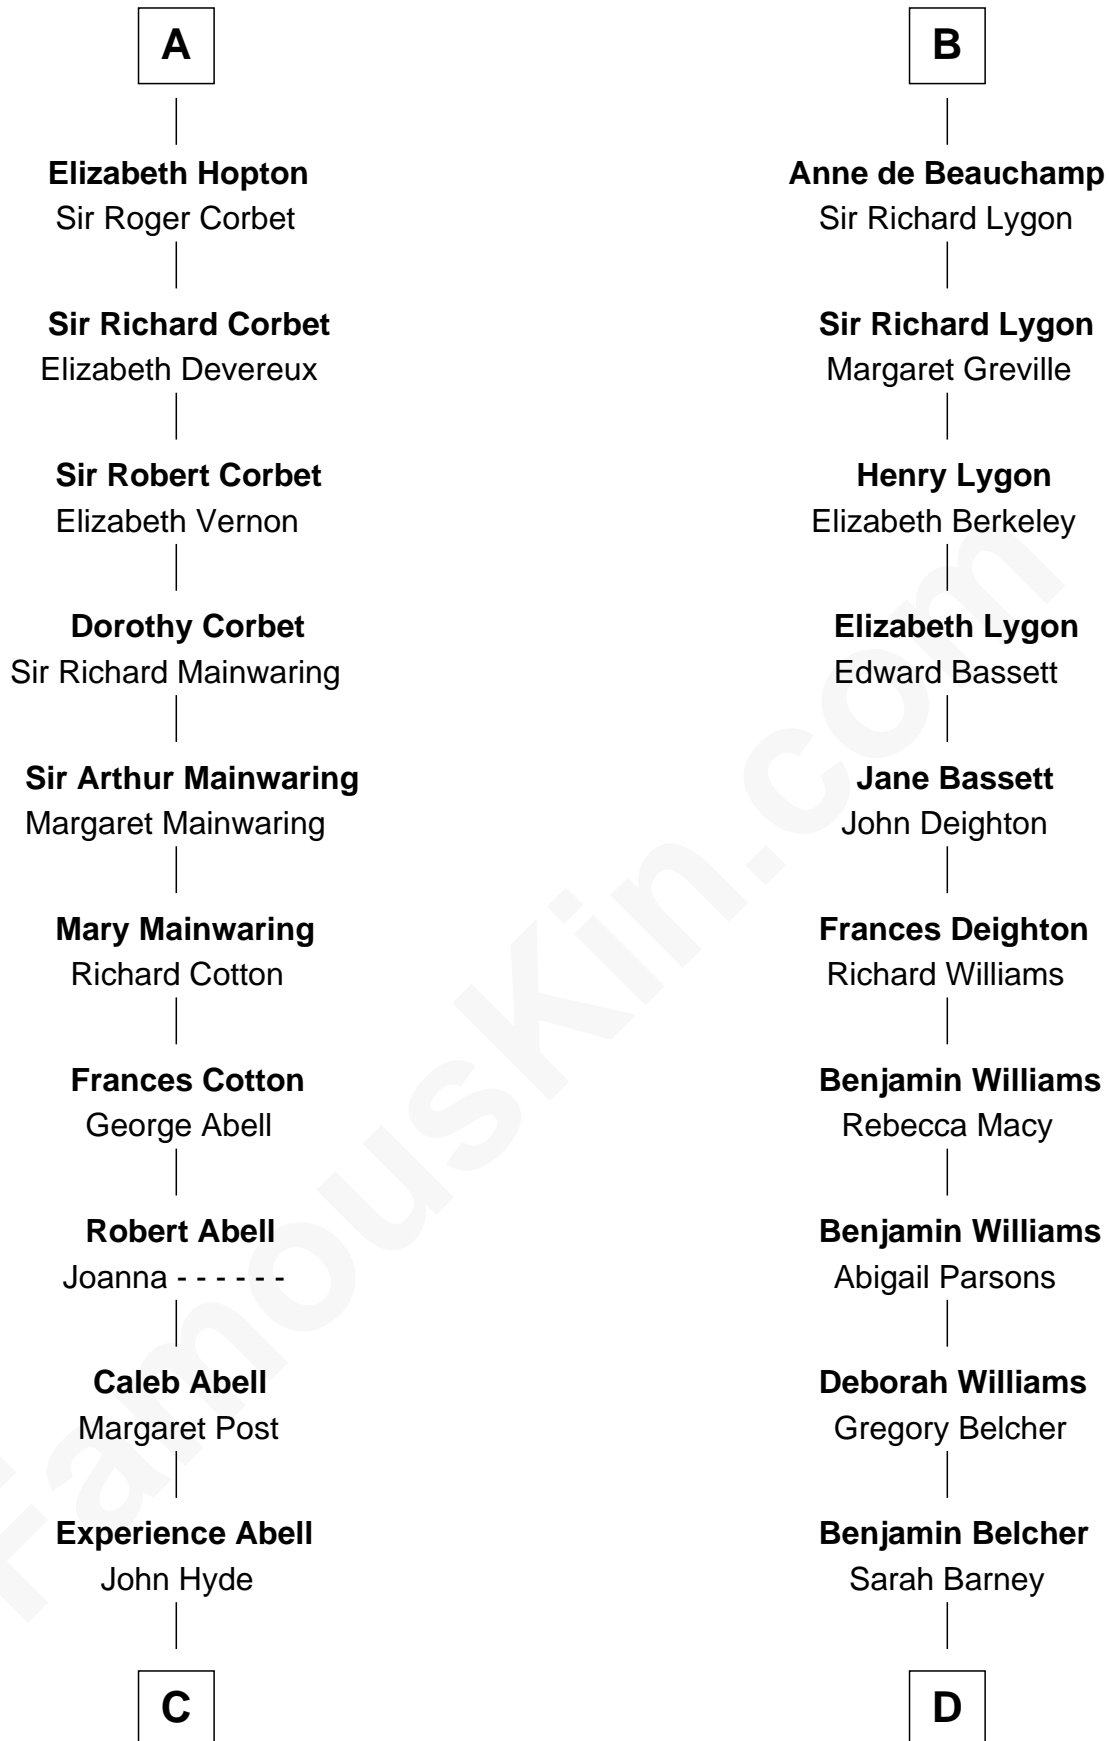 A
Elizabeth Hopton
Sir Roger Corbet
Sir Richard Corbet
Elizabeth Devereux
Sir Robert Corbet
Elizabeth Vernon
Dorothy Corbet
Sir Richard Mainwaring
Sir Arthur Mainwaring
Margaret Mainwaring
Mary Mainwaring
Richard Cotton
Frances Cotton
George Abell
Robert Abell
Joanna - - - - - -
Caleb Abell
Margaret Post
Experience Abell
John Hyde
C
B
Anne de Beauchamp
Sir Richard Lygon
Sir Richard Lygon
Margaret Greville
Henry Lygon
Elizabeth Berkeley
Elizabeth Lygon
Edward Bassett
Jane Bassett
John Deighton
Frances Deighton
Richard Williams
Benjamin Williams
Rebecca Macy
Benjamin Williams
Abigail Parsons
Deborah Williams
Gregory Belcher
Benjamin Belcher
Sarah Barney
D
FamousKin.com